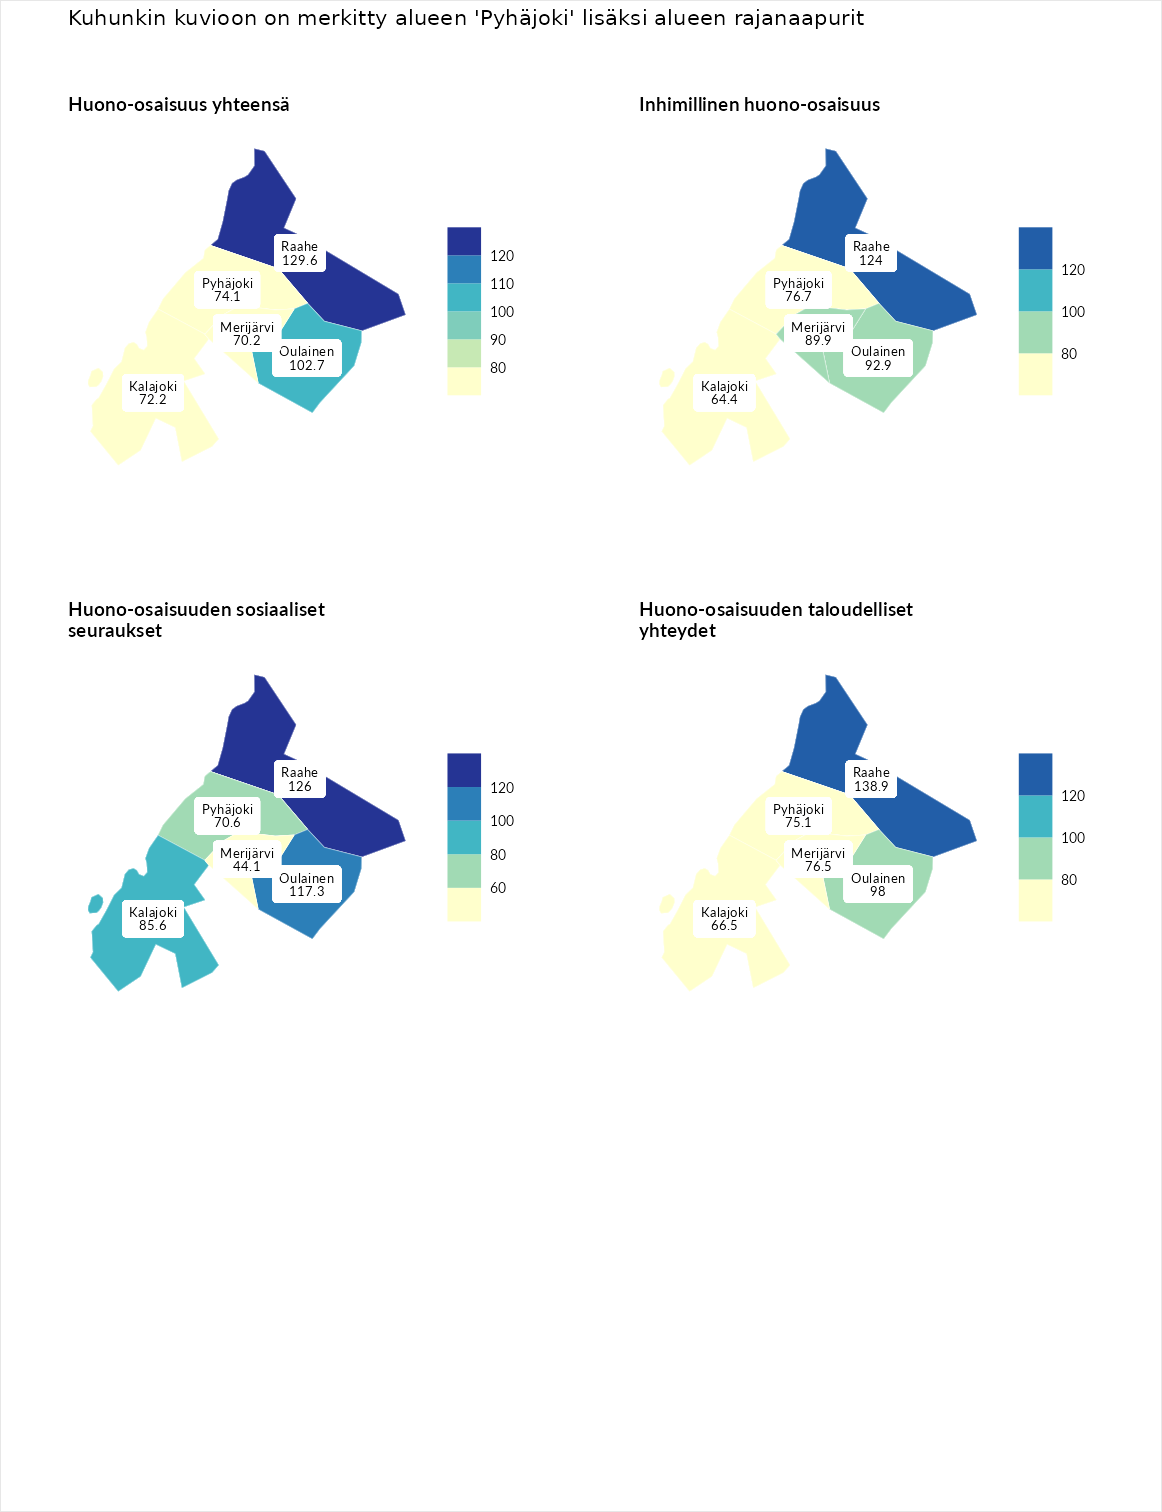 Kuhunkin kuvioon on merkitty alueen 'Pyhäjoki' lisäksi alueen rajanaapurit
Huono-osaisuus yhteensä
Raahe
129.6
Pyhäjoki
74.1
Merijärvi
70.2
Oulainen
102.7
Kalajoki
72.2
120
110
100
90
80
Inhimillinen huono-osaisuus
Raahe
124
Pyhäjoki
76.7
Merijärvi
89.9
Oulainen
92.9
Kalajoki
64.4
120
100
80
Huono-osaisuuden sosiaaliset
seuraukset
Raahe
126
Pyhäjoki
70.6
Merijärvi
44.1
Oulainen
117.3
Kalajoki
85.6
120
100
80
60
Huono-osaisuuden taloudelliset
yhteydet
Raahe
138.9
Pyhäjoki
75.1
Merijärvi
76.5
Oulainen
98
Kalajoki
66.5
120
100
80